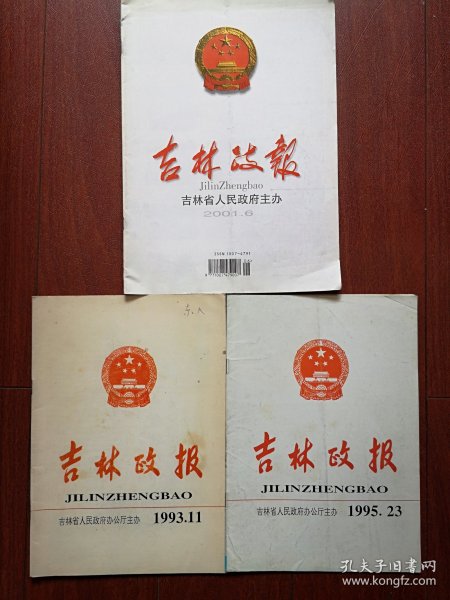 吉林政報
JilinZhengbao
吉林省人民政府主办
2001.6
ISSN 1007-4791
吉林政报
JILINZHENGBAO
吉林省人民政府办公厅主办 1993.11
吉林政报
JILINZHENGBAO
吉林省人民政府办公厅主办 1995. 23
孔夫子旧书网
www.kongfz.com